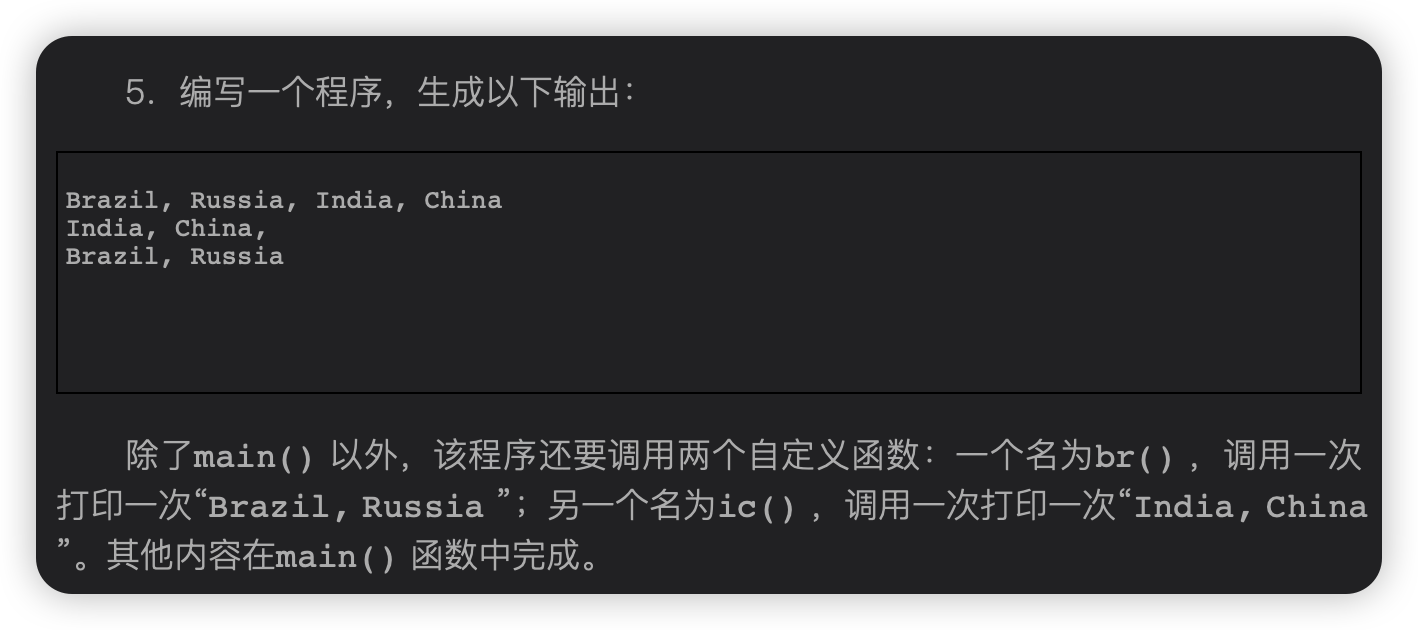 5. 编写一个程序，生成以下输出：
Brazil, Russia, India, China
India, China,
Brazil, Russia
除了main() 以外，该程序还要调用两个自定义函数：一个名为br() ，调用一次
打印一次“Brazil, Russia ”；另一个名为ic() ，调用一次打印一次“India, China
”。其他内容在main() 函数中完成。